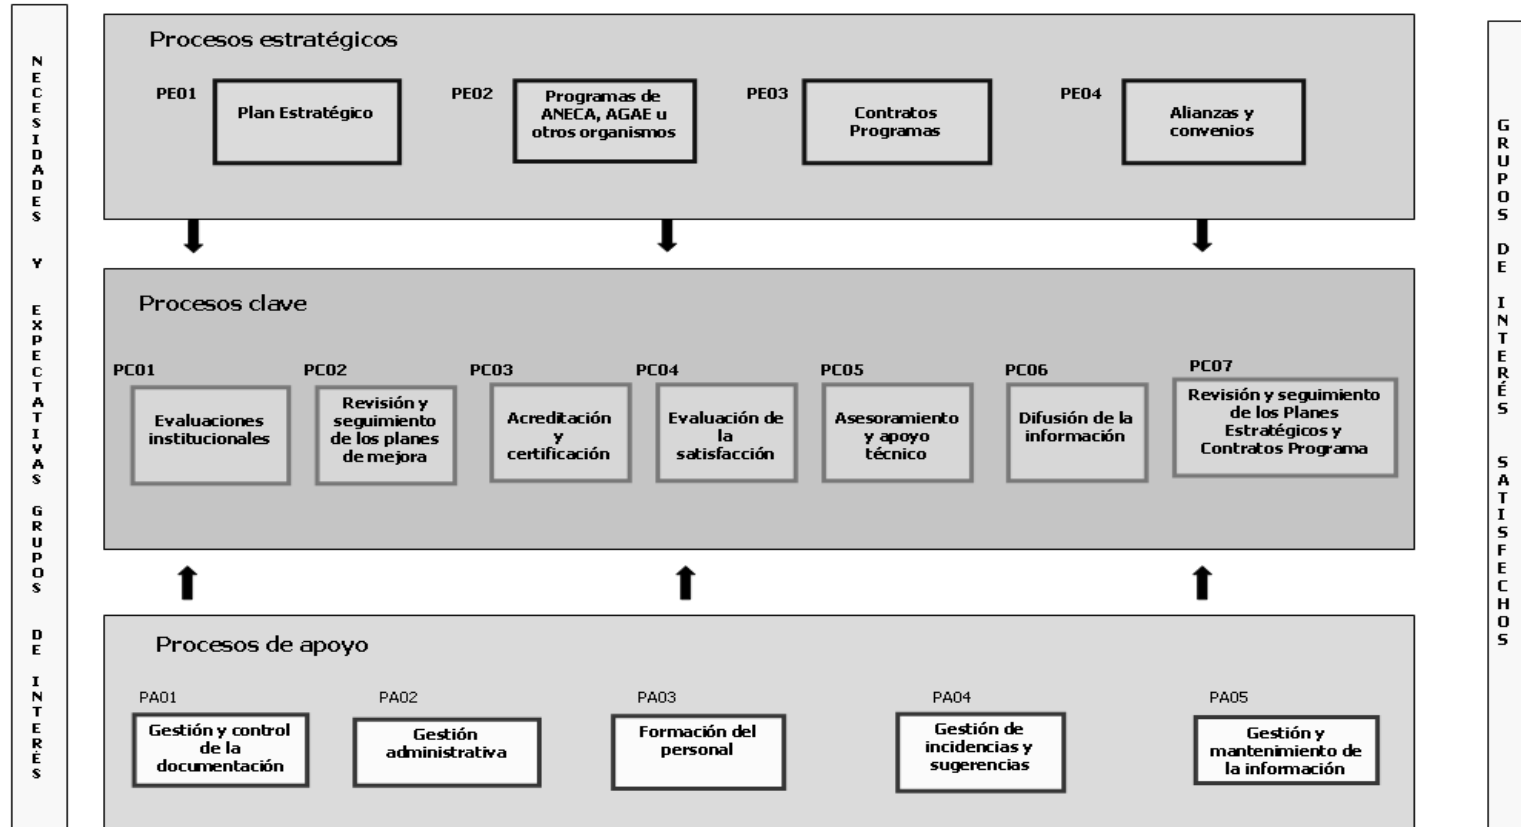 NECESIDADES Y EXPECTATIVAS GRUPOS DE INTERÉS
Procesos estratégicos
PE01
Plan Estratégico
PE02
Programas de
ANECA, AGAE u
otros organismos
PE03
Contratos
Programas
PE04
Alianzas y
convenios
Procesos clave
PC01
Evaluaciones
institucionales
PC02
Revisión y
seguimiento
de los planes
de mejora
PC03
Acreditación
y
certificación
PC04
Evaluación de
la
satisfacción
PC05
Asesoramiento
y apoyo
técnico
PC06
Difusión de la
información
PC07
Revisión y seguimiento
de los Planes
Estratégicos y
Contratos Programa
Procesos de apoyo
PA01
Gestión y control
de la
documentación
PA02
Gestión
administrativa
PA03
Formación del
personal
PA04
Gestión de
incidencias y
sugerencias
PA05
Gestión y
mantenimiento de
la información
GRUPOS DE INTERÉS SATISFECHOS